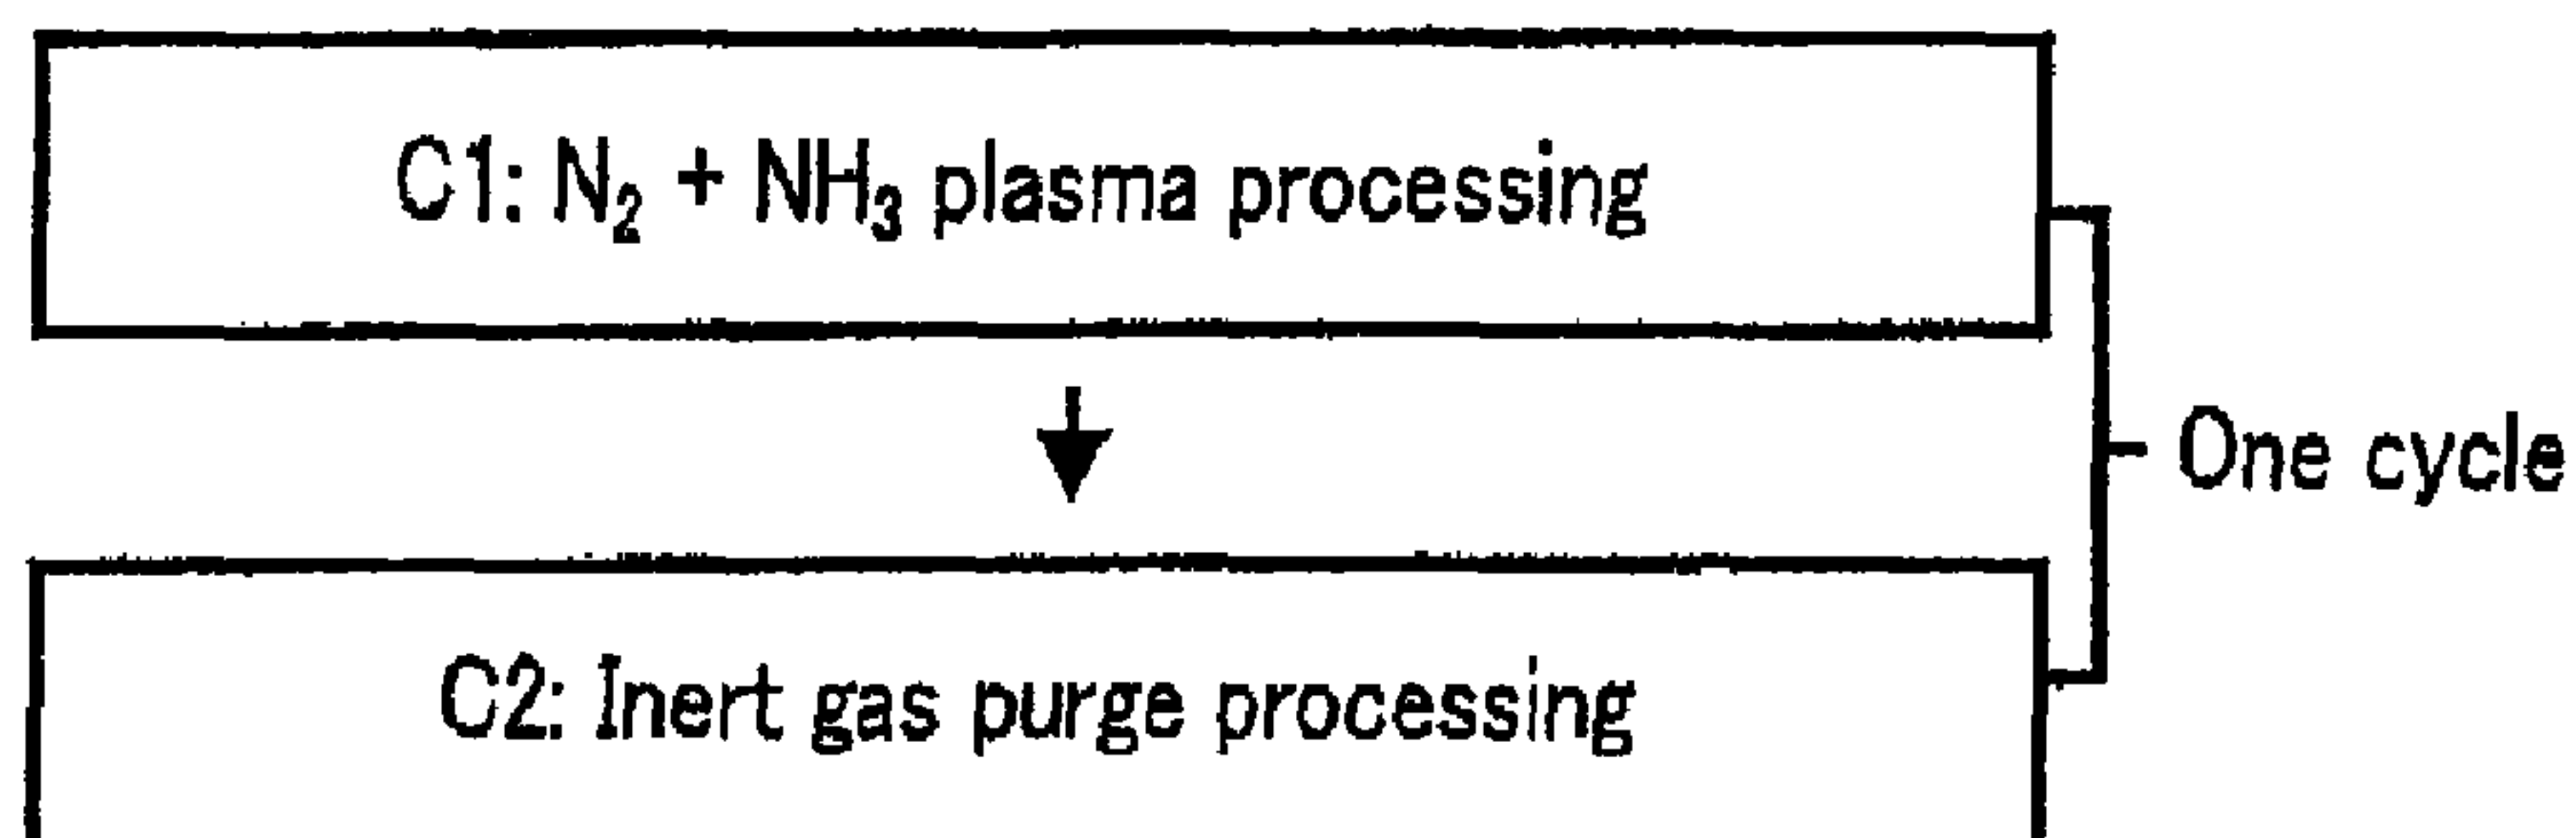 C1: N₂ + NH₃ plasma processing
One cycle
C2: Inert gas purge processing